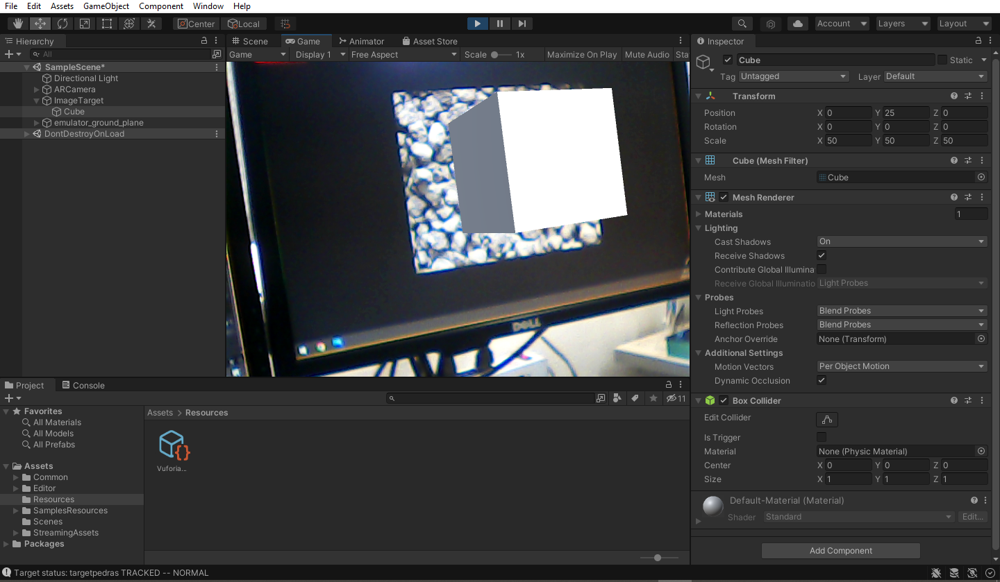 File Edit Assets GameObject Component Window Help
Center Local Account Layers Layout
Hierarchy
All
SampleScene*
Directional Light
ARCamera
ImageTarget
Cube
emulator_ground_plane
DontDestroyOnLoad
Scene Game Animator Asset Store
Game Display 1 Free Aspect Scale 1x Maximize On Play Mute Audio Sta
DELL
Inspector
Cube Static
Tag Untagged Layer Default
Transform
Position X 0 Y 25 Z 0
Rotation X 0 Y 0 Z 0
Scale X 50 Y 50 Z 50
Cube (Mesh Filter)
Mesh Cube
Mesh Renderer
Materials 1
Lighting
Cast Shadows On
Receive Shadows
Contribute Global Illumina
Receive Global Illuminatio Light Probes
Probes
Light Probes Blend Probes
Reflection Probes Blend Probes
Anchor Override None (Transform)
Additional Settings
Motion Vectors Per Object Motion
Dynamic Occlusion
Box Collider
Edit Collider
Is Trigger
Material None (Physic Material)
Center X 0 Y 0 Z 0
Size X 1 Y 1 Z 1
Default-Material (Material)
Shader Standard Edit...
Add Component
Project Console
11
Favorites
All Materials
All Models
All Prefabs
Assets
Common
Editor
Resources
SamplesResources
Scenes
StreamingAssets
Packages
Assets > Resources
Vuforia...
Target status: targetpedras TRACKED -- NORMAL